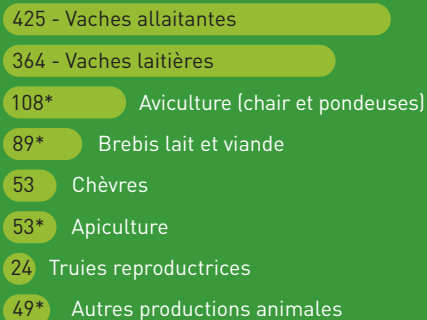 425 - Vaches allaitantes
364 - Vaches laitières
108* Aviculture (chair et pondeuses)
89* Brebis lait et viande
53 Chèvres
53* Apiculture
24 Truies reproductrices
49* Autres productions animales